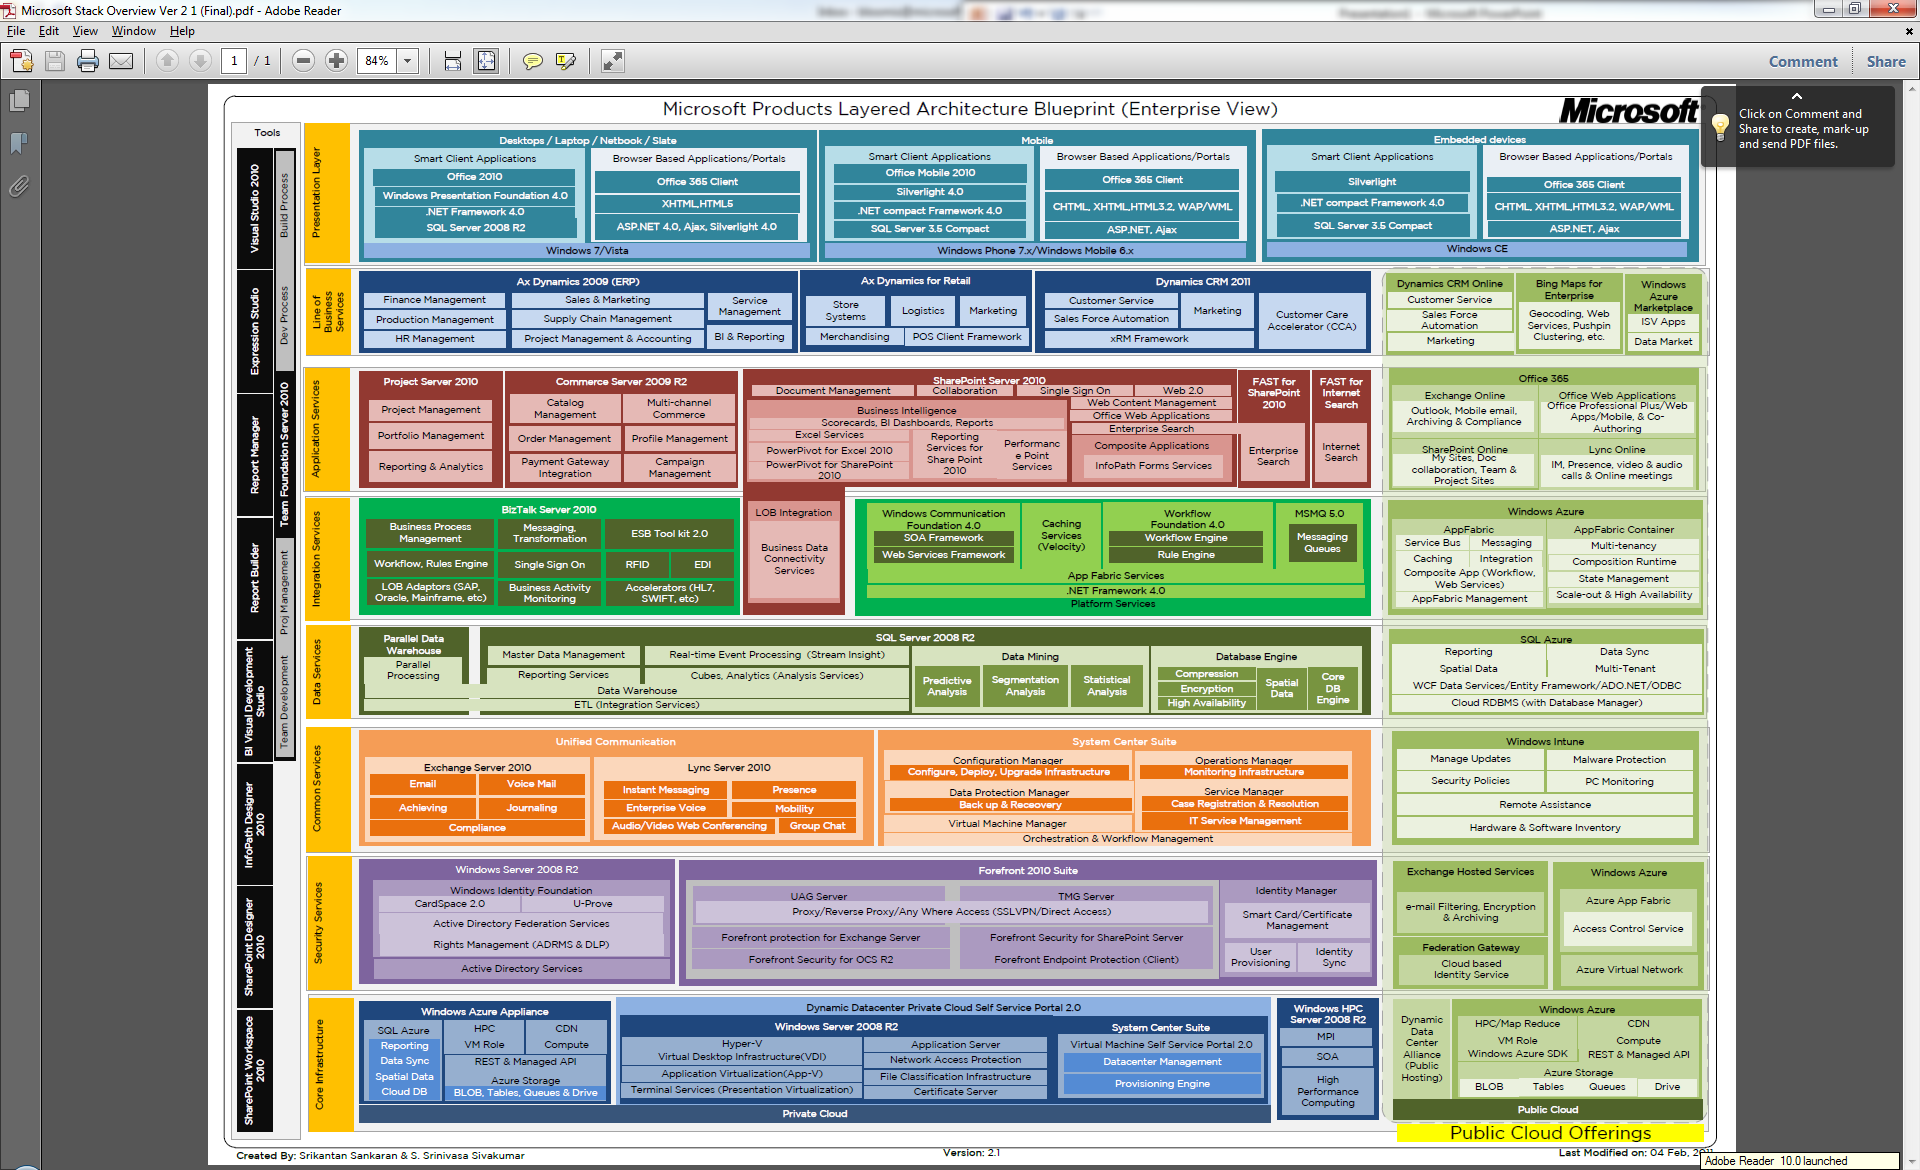 Microsoft Stack Overview Ver 2 1 (Final).pdf - Adobe Reader
File Edit View Window Help
1 / 1
84%
Comment Share
Click on Comment and
Share to create, mark-up
and send PDF files.
Microsoft Products Layered Architecture Blueprint (Enterprise View)
Microsoft
Tools
Visual Studio 2010
Expression Studio
Report Manager
Report Builder
BI Visual Development
Studio
InfoPath Designer
2010
SharePoint Designer
2010
SharePoint Workspace
2010
Build Process
Dev Process
Team Foundation Server 2010
Proj Management
Team Development
Presentation Layer
Desktops / Laptop / Netbook / Slate
Smart Client Applications
Office 2010
Windows Presentation Foundation 4.0
.NET Framework 4.0
SQL Server 2008 R2
Browser Based Applications/Portals
Office 365 Client
XHTML,HTML5
ASP.NET 4.0, Ajax, Silverlight 4.0
Windows 7/Vista
Mobile
Smart Client Applications
Office Mobile 2010
Silverlight 4.0
.NET compact Framework 4.0
SQL Server 3.5 Compact
Browser Based Applications/Portals
Office 365 Client
CHTML, XHTML,HTML3.2, WAP/WML
ASP.NET, Ajax
Windows Phone 7.x/Windows Mobile 6.x
Embedded devices
Smart Client Applications
Silverlight
.NET compact Framework 4.0
SQL Server 3.5 Compact
Browser Based Applications/Portals
Office 365 Client
CHTML, XHTML,HTML3.2, WAP/WML
ASP.NET, Ajax
Windows CE
Line of
Business
Services
Ax Dynamics 2009 (ERP)
Finance Management
Production Management
HR Management
Sales & Marketing
Supply Chain Management
Project Management & Accounting
Service
Management
BI & Reporting
Ax Dynamics for Retail
Store
Systems
Logistics
Marketing
Merchandising
POS Client Framework
Dynamics CRM 2011
Customer Service
Sales Force Automation
Marketing
xRM Framework
Customer Care
Accelerator (CCA)
Dynamics CRM Online
Customer Service
Sales Force
Automation
Marketing
Bing Maps for
Enterprise
Geocoding, Web
Services, Pushpin
Clustering, etc.
Windows
Azure
Marketplace
ISV Apps
Data Market
Application Services
Project Server 2010
Project Management
Portfolio Management
Reporting & Analytics
Commerce Server 2009 R2
Catalog
Management
Multi-channel
Commerce
Order Management
Profile Management
Payment Gateway
Integration
Campaign
Management
SharePoint Server 2010
Document Management
Collaboration
Single Sign On
Web 2.0
Business Intelligence
Scorecards, BI Dashboards, Reports
Excel Services
PowerPivot for Excel 2010
PowerPivot for SharePoint
2010
Reporting
Services for
Share Point
2010
Performanc
e Point
Services
Web Content Management
Office Web Applications
Enterprise Search
Composite Applications
InfoPath Forms Services
FAST for
SharePoint
2010
Enterprise
Search
FAST for
Internet
Search
Internet
Search
Office 365
Exchange Online
Outlook, Mobile email,
Archiving & Compliance
Office Web Applications
Office Professional Plus/Web
Apps/Mobile, & Co-
Authoring
SharePoint Online
My Sites, Doc
collaboration, Team &
Project Sites
Lync Online
IM, Presence, video & audio
calls & Online meetings
Integration Services
BizTalk Server 2010
Business Process
Management
Messaging,
Transformation
ESB Tool kit 2.0
Workflow, Rules Engine
Single Sign On
RFID
EDI
LOB Adaptors (SAP,
Oracle, Mainframe, etc)
Business Activity
Monitoring
Accelerators (HL7,
SWIFT, etc)
LOB Integration
Business Data
Connectivity
Services
Windows Communication
Foundation 4.0
SOA Framework
Web Services Framework
Caching
Services
(Velocity)
Workflow
Foundation 4.0
Workflow Engine
Rule Engine
MSMQ 5.0
Messaging
Queues
App Fabric Services
.NET Framework 4.0
Platform Services
Windows Azure
AppFabric
Service Bus
Messaging
Caching
Integration
Composite App (Workflow,
Web Services)
AppFabric Management
AppFabric Container
Multi-tenancy
Composition Runtime
State Management
Scale-out & High Availability
Data Services
Parallel Data
Warehouse
Parallel
Processing
SQL Server 2008 R2
Master Data Management
Real-time Event Processing (Stream Insight)
Reporting Services
Cubes, Analytics (Analysis Services)
Data Warehouse
ETL (Integration Services)
Data Mining
Predictive
Analysis
Segmentation
Analysis
Statistical
Analysis
Database Engine
Compression
Encryption
High Availability
Spatial
Data
Core
DB
Engine
SQL Azure
Reporting
Data Sync
Spatial Data
Multi-Tenant
WCF Data Services/Entity Framework/ADO.NET/ODBC
Cloud RDBMS (with Database Manager)
Common Services
Unified Communication
Exchange Server 2010
Email
Voice Mail
Achieving
Journaling
Compliance
Lync Server 2010
Instant Messaging
Presence
Enterprise Voice
Mobility
Audio/Video Web Conferencing
Group Chat
System Center Suite
Configuration Manager
Configure, Deploy, Upgrade Infrastructure
Data Protection Manager
Back up & Recovery
Virtual Machine Manager
Operations Manager
Monitoring Infrastructure
Service Manager
Case Registration & Resolution
IT Service Management
Orchestration & Workflow Management
Windows Intune
Manage Updates
Malware Protection
Security Policies
PC Monitoring
Remote Assistance
Hardware & Software Inventory
Security Services
Windows Server 2008 R2
Windows Identity Foundation
CardSpace 2.0
U-Prove
Active Directory Federation Services
Rights Management (ADRMS & DLP)
Active Directory Services
Forefront 2010 Suite
UAG Server
TMG Server
Proxy/Reverse Proxy/Any Where Access (SSLVPN/Direct Access)
Forefront protection for Exchange Server
Forefront Security for SharePoint Server
Forefront Security for OCS R2
Forefront Endpoint Protection (Client)
Identity Manager
Smart Card/Certificate
Management
User
Provisioning
Identity
Sync
Exchange Hosted Services
e-mail Filtering, Encryption
& Archiving
Federation Gateway
Cloud based
Identity Service
Windows Azure
Azure App Fabric
Access Control Service
Azure Virtual Network
Core Infrastructure
Windows Azure Appliance
SQL Azure
Reporting
Data Sync
Spatial Data
Cloud DB
HPC
CDN
VM Role
Compute
REST & Managed API
Azure Storage
BLOB, Tables, Queues & Drive
Dynamic Datacenter Private Cloud Self Service Portal 2.0
Windows Server 2008 R2
Hyper-V
Virtual Desktop Infrastructure(VDI)
Application Virtualization(App-V)
Terminal Services (Presentation Virtualization)
Application Server
Network Access Protection
File Classification Infrastructure
Certificate Server
System Center Suite
Virtual Machine Self Service Portal 2.0
Datacenter Management
Provisioning Engine
Private Cloud
Windows HPC
Server 2008 R2
MPI
SOA
High
Performance
Computing
Dynamic
Data
Center
Alliance
(Public
Hosting)
Windows Azure
HPC/Map Reduce
CDN
VM Role
Compute
Windows Azure SDK
REST & Managed API
Azure Storage
BLOB
Tables
Queues
Drive
Public Cloud
Public Cloud Offerings
Created By: Srikantan Sankaran & S. Srinivasa Sivakumar
Version: 2.1
Last Modified on: 04 Feb, 2011
Adobe Reader 10.0 launched